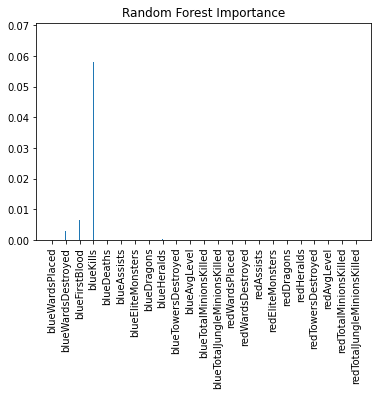 Random Forest Importance
0.07
0.06
0.05
0.04
0.03
0.02
0.01
0.00
blueWardsPlaced
blueWardsDestroyed
blueFirstBlood
blueKills
blueDeaths
blueAssists
blueEliteMonsters
blueDragons
blueHeralds
blueTowersDestroyed
blueAvgLevel
blueTotalMinionsKilled
blueTotalJungleMinionsKilled
redWardsPlaced
redWardsDestroyed
redAssists
redEliteMonsters
redDragons
redHeralds
redTowersDestroyed
redAvgLevel
redTotalMinionsKilled
redTotalJungleMinionsKilled